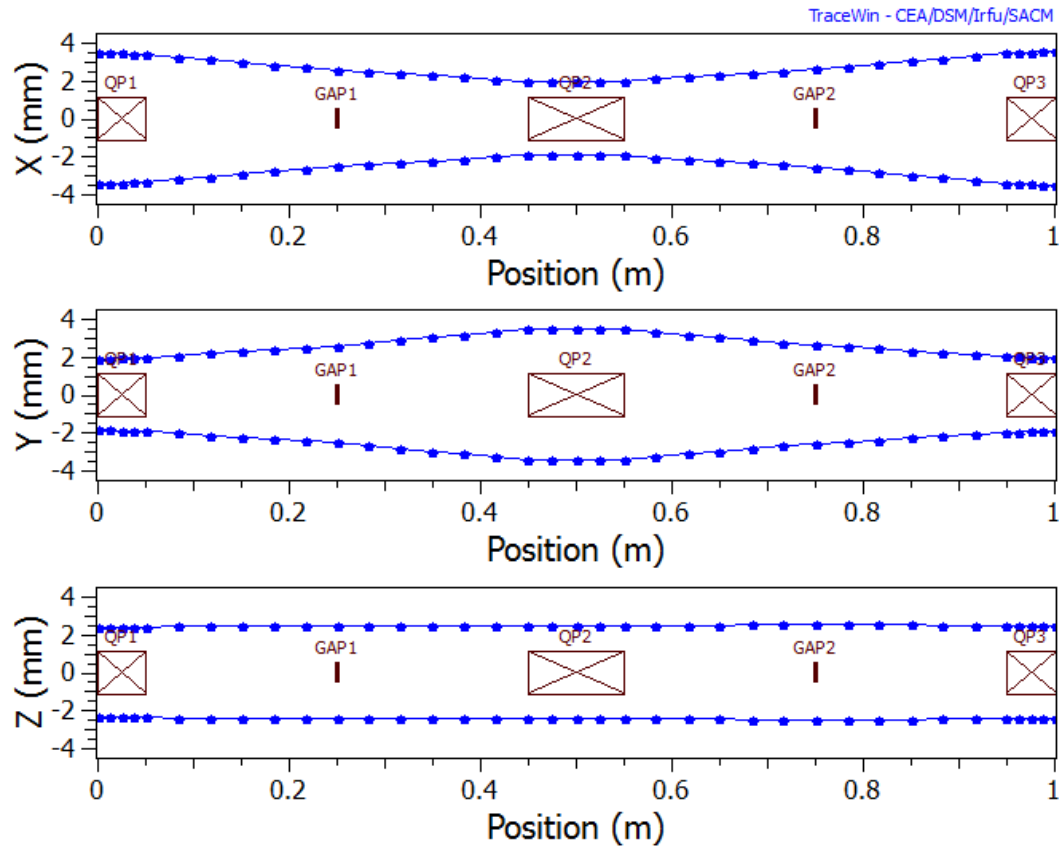 TraceWin - CEA/DSM/Irfu/SACM
X (mm)
4
2
0
-2
-4
QP1
GAP1
QP2
GAP2
QP3
0 0.2 0.4 0.6 0.8 1
Position (m)
Y (mm)
4
2
0
-2
-4
QP1
GAP1
QP2
GAP2
QP3
0 0.2 0.4 0.6 0.8 1
Position (m)
Z (mm)
4
2
0
-2
-4
QP1
GAP1
QP2
GAP2
QP3
0 0.2 0.4 0.6 0.8 1
Position (m)